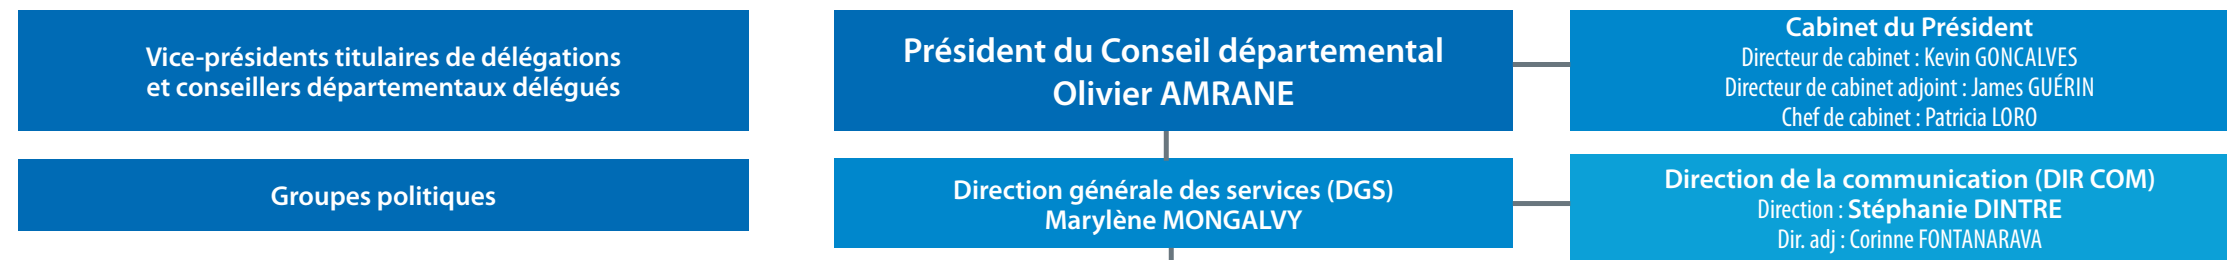 Vice-présidents titulaires de délégations
et conseillers départementaux délégués
Groupes politiques
Président du Conseil départemental
Olivier AMRANE
Direction générale des services (DGS)
Marylène MONGALVY
Cabinet du Président
Directeur de cabinet : Kevin GONCALVES
Directeur de cabinet adjoint : James GUÉRIN
Chef de cabinet : Patricia LORO
Direction de la communication (DIR COM)
Direction : Stéphanie DINTRE
Dir. adj : Corinne FONTANARAVA